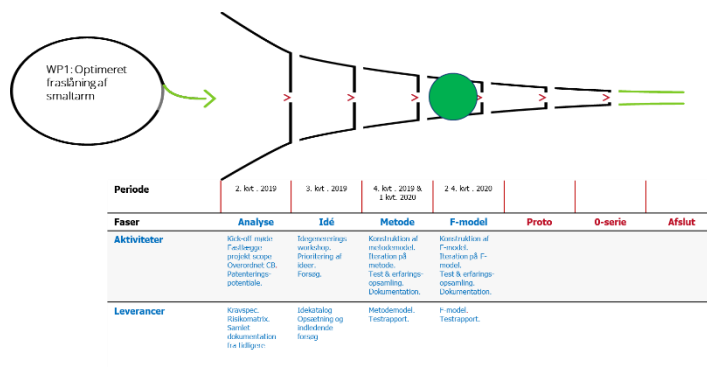 WP1: Optimeret
fraslåning af
smaltarm
> > > > > >
Periode 2. kvt . 2019 3. kvt . 2019 4. kvt . 2019 & 2 4. kvt . 2020
1 kvt. 2020
Faser Analyse Idé Metode F-model Proto 0-serie Afslut
Aktiviteter
Kick-off møde
Fastlægge
projekt scope
Overordnet CB.
Patenterings-
potentiale.
Idegenererings
workshop.
Prioritering af
ideer.
Forsøg.
Konstruktion af
metodemodel.
Iteration på
metode.
Test & erfarings-
opsamling.
Dokumentation.
Konstruktion af
F-model.
Iteration på F-
model.
Test & erfarings-
opsamling.
Dokumentation.
Leverancer
Kravspec.
Risikomatrix.
Samlet
dokumentation
fra tidligere
Idekatalog
Opsætning og
indledende
forsøg
Metodemodel.
Testrapport.
F-model.
Testrapport.